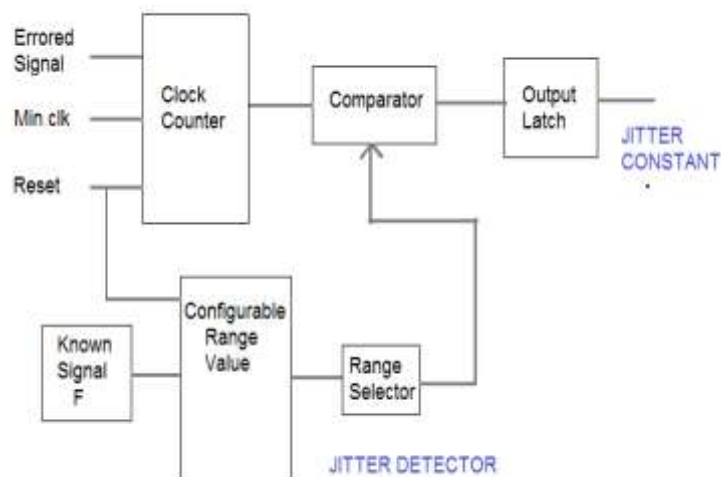 Errored
Signal
Min clk
Reset
Clock
Counter
Comparator
Output
Latch
JITTER
CONSTANT
Known
Signal
F
Configurable
Range
Value
Range
Selector
JITTER DETECTOR